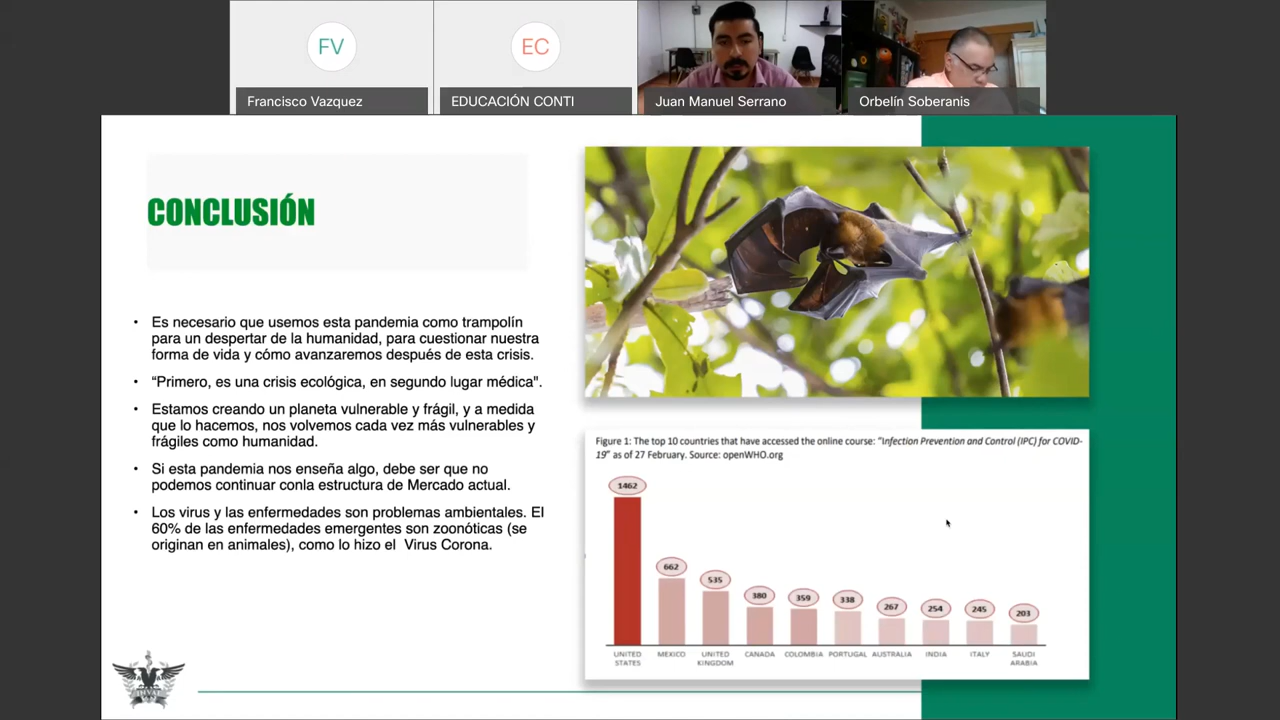 FV
EC
Francisco Vazquez
EDUCACIÓN CONTI
Juan Manuel Serrano
Orbelín Soberanis
CONCLUSIÓN
• Es necesario que usemos esta pandemia como trampolín
para un despertar de la humanidad, para cuestionar nuestra
forma de vida y cómo avanzaremos después de esta crisis.
• “Primero, es una crisis ecológica, en segundo lugar médica".
• Estamos creando un planeta vulnerable y frágil, y a medida
que lo hacemos, nos volvemos cada vez más vulnerables y
frágiles como humanidad.
• Si esta pandemia nos enseña algo, debe ser que no
podemos continuar conla estructura de Mercado actual.
• Los virus y las enfermedades son problemas ambientales. El
60% de las enfermedades emergentes son zoonóticas (se
originan en animales), como lo hizo el Virus Corona.
Figure 1: The top 10 countries that have accessed the online course: “Infection Prevention and Control (IPC) for COVID-
19” as of 27 February. Source: openWHO.org
1462
662
535
380
359
338
267
254
245
203
UNITED STATES
MEXICO
UNITED KINGDOM
CANADA
COLOMBIA
PORTUGAL
AUSTRALIA
INDIA
ITALY
SAUDI ARABIA